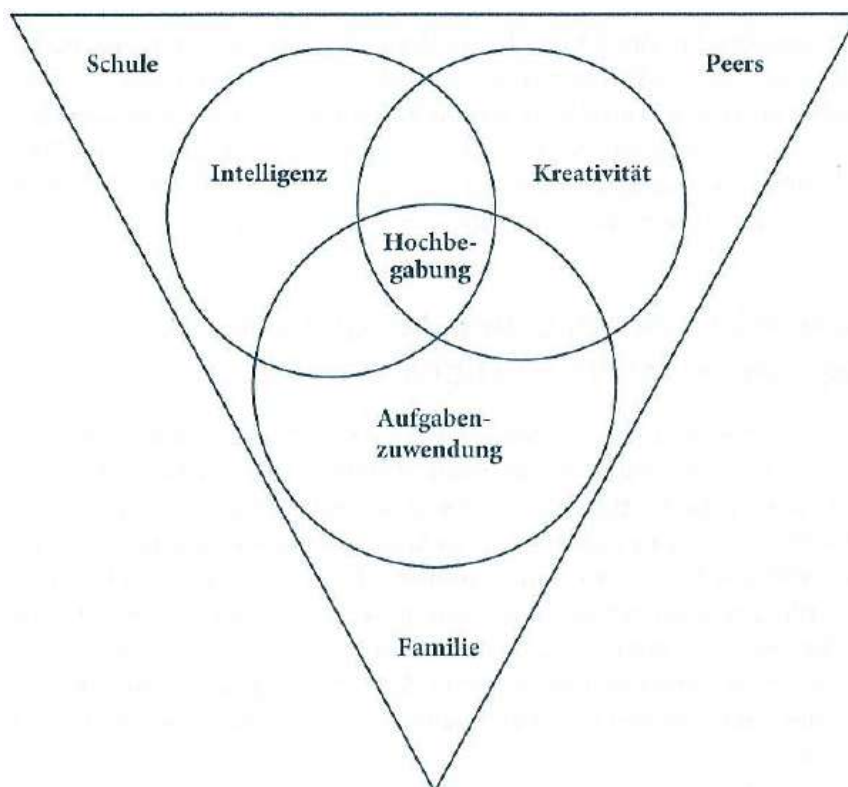 Schule
Peers
Intelligenz
Kreativität
Hochbe-
gabung
Aufgaben-
zuwendung
Familie